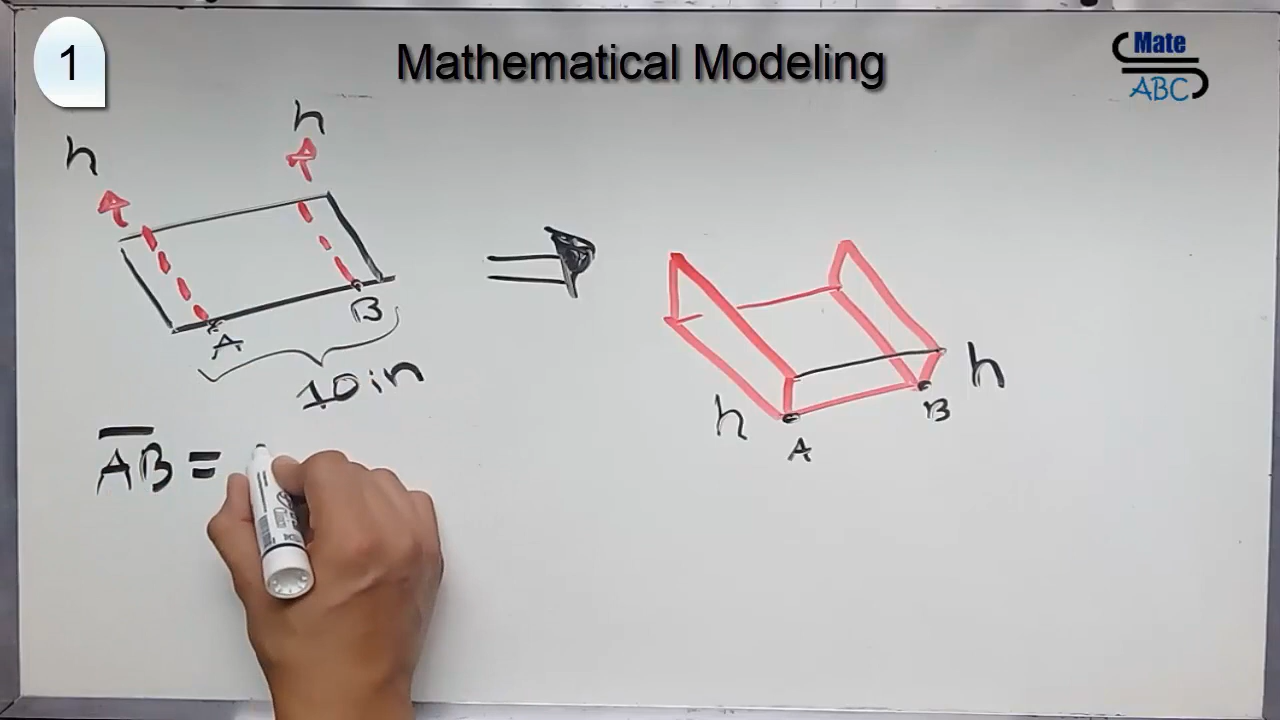 1
Mathematical Modeling
Mate
ABC
h
h
A
B
10 in
AB =
h
h
A
B